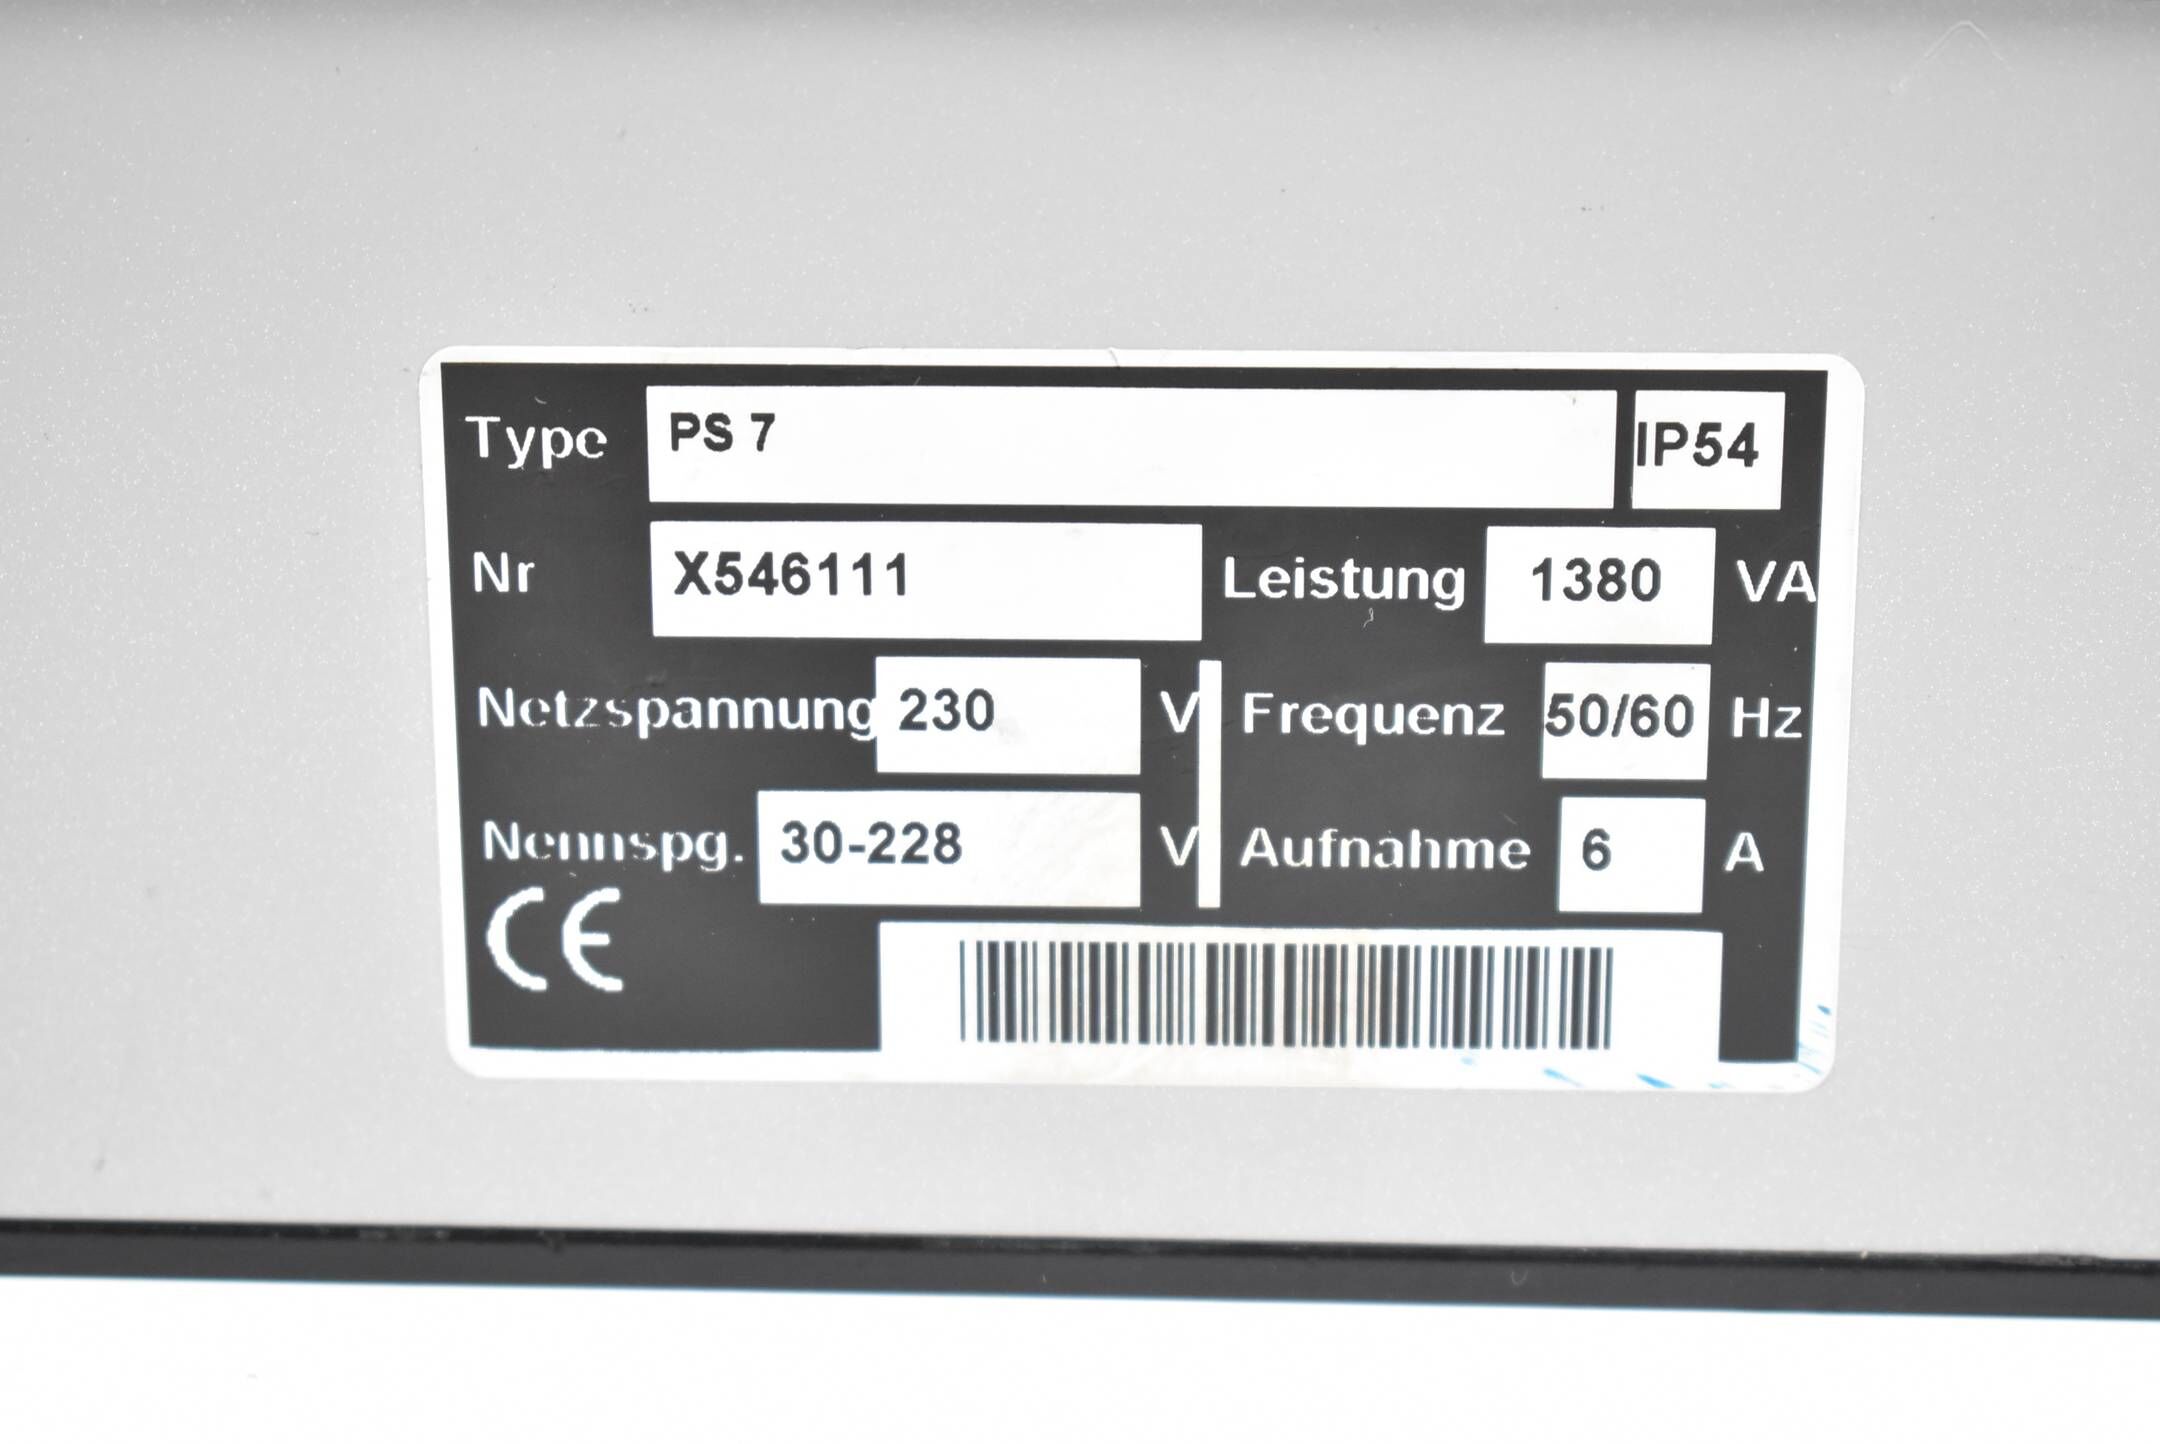 Type PS 7 IP54
Nr X546111 Leistung 1380 VA
Netzspannung 230 V Frequenz 50/60 Hz
Nennspg. 30-228 V Aufnahme 6 A
CE